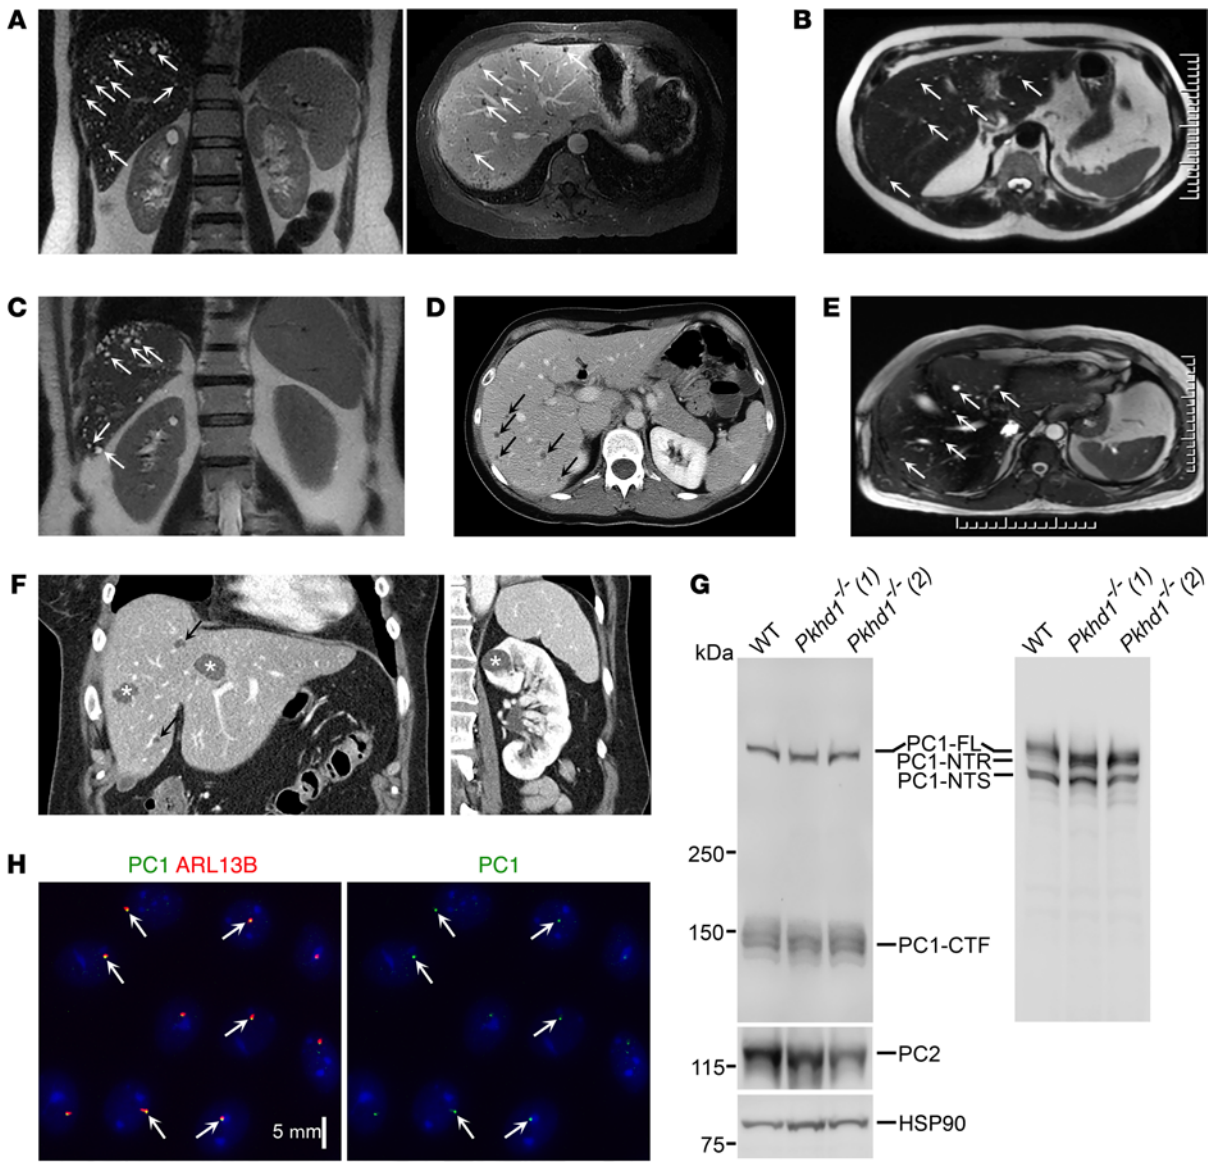 A
B
C
D
E
F
*
*
*
G
WT
Pkhd1-/- (1)
Pkhd1-/- (2)
WT
Pkhd1-/- (1)
Pkhd1-/- (2)
kDa
PC1-FL
PC1-NTR
PC1-NTS
250
150
PC1-CTF
115
PC2
HSP90
75
H
PC1 ARL13B
PC1
5 mm